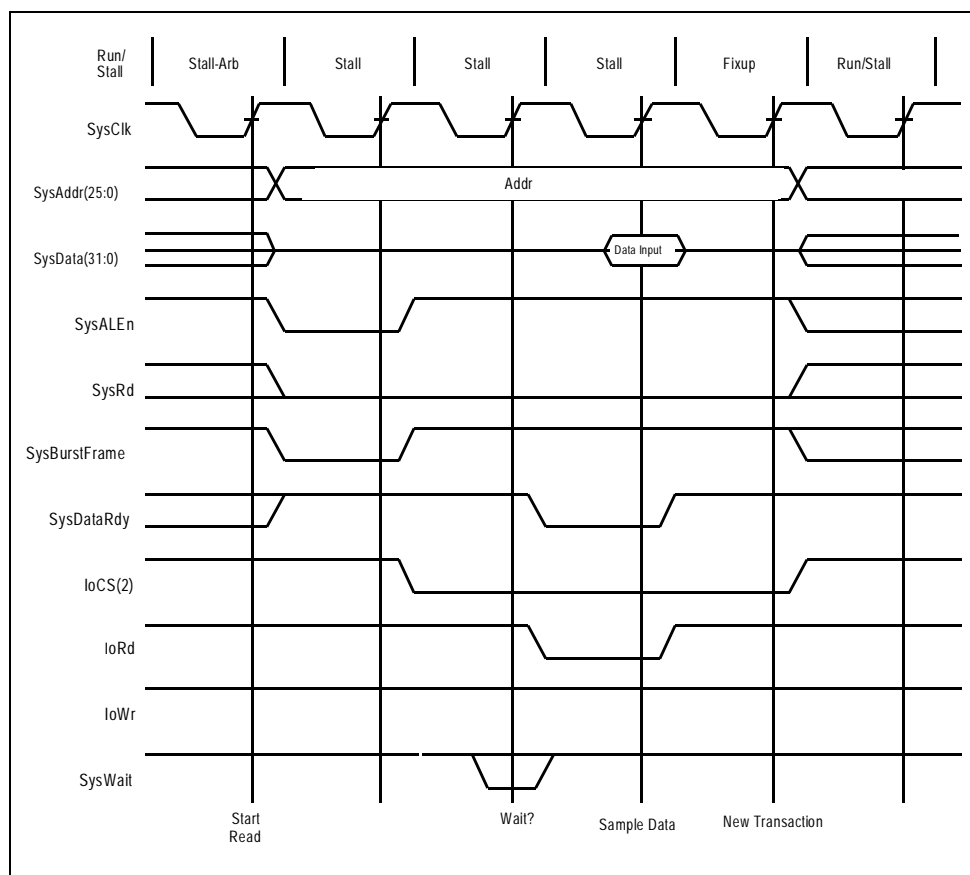 Run/
Stall
Stall-Arb
Stall
Stall
Stall
Fixup
Run/Stall
SysClk
SysAddr(25:0)
Addr
SysData(31:0)
Data Input
SysALEn
SysRd
SysBurstFrame
SysDataRdy
IoCS(2)
IoRd
IoWr
SysWait
Start
Read
Wait?
Sample Data
New Transaction